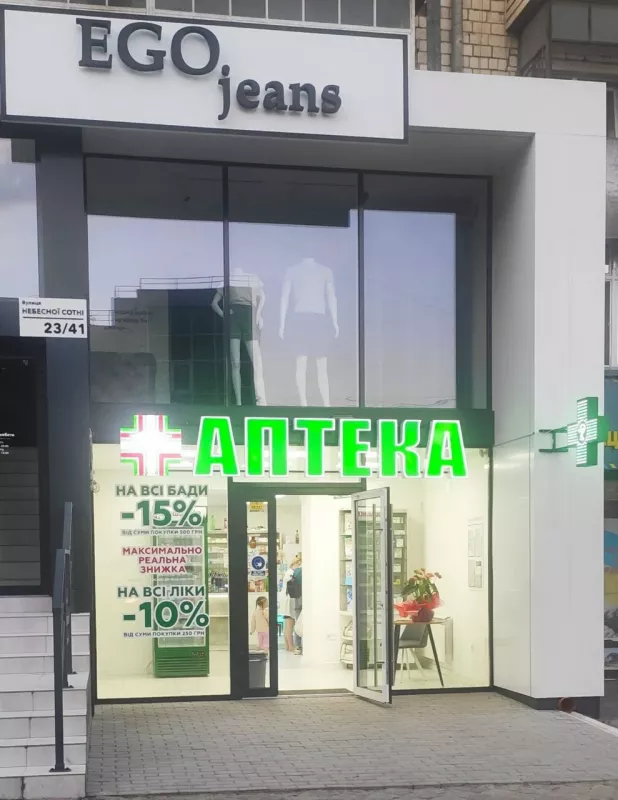 EGO
jeans
Вулиця
НЕБЕСНОЇ СОТНІ
23/41
АПТЕКА
НА ВСІ БАДИ
-15%
ВІД СУМИ ПОКУПКИ 500 ГРН
МАКСИМАЛЬНО
РЕАЛЬНА
ЗНИЖКА
НА ВСІ ЛІКИ
-10%
ВІД СУМИ ПОКУПКИ 250 ГРН